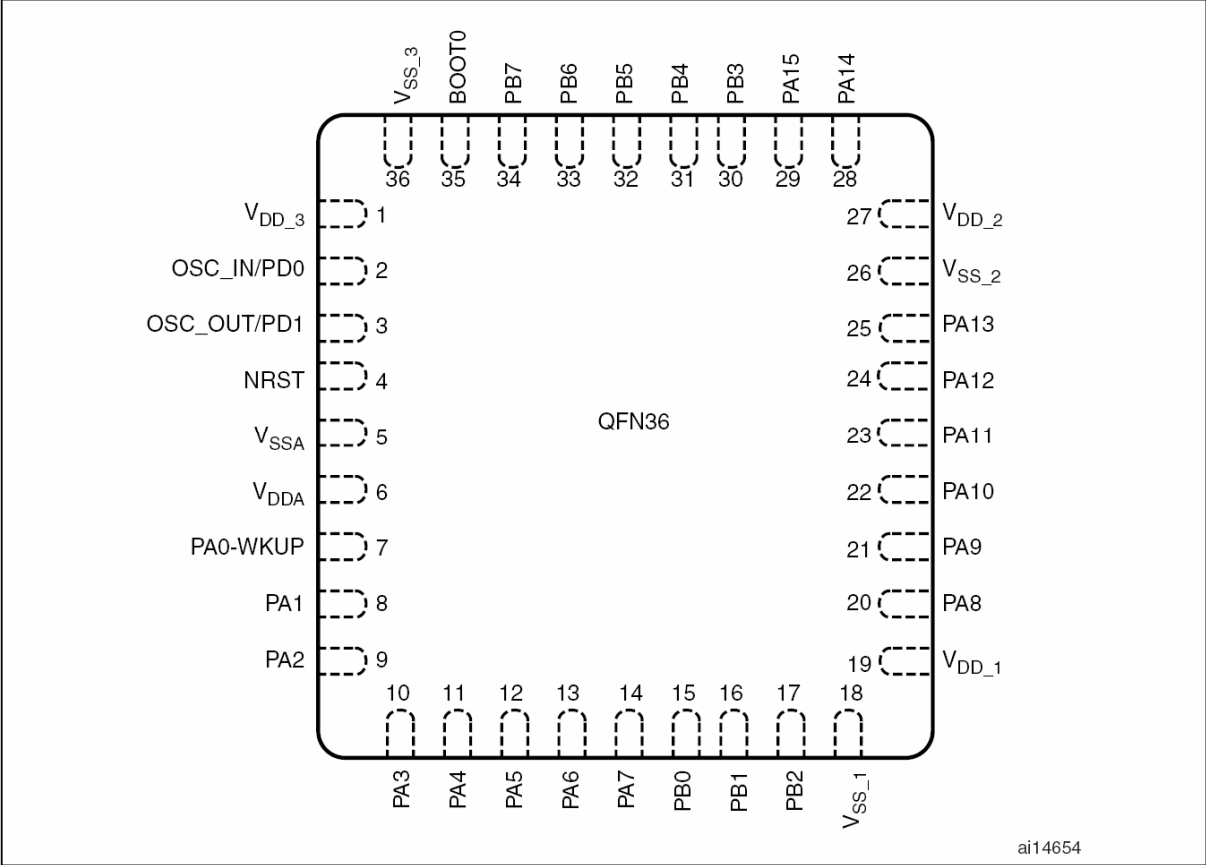 VSS_3 BOOT0 PB7 PB6 PB5 PB4 PB3 PA15 PA14
36 35 34 33 32 31 30 29 28
VDD_3 1 27 VDD_2
OSC_IN/PD0 2 26 VSS_2
OSC_OUT/PD1 3 25 PA13
NRST 4 24 PA12
QFN36
VSSA 5 23 PA11
VDDA 6 22 PA10
PA0-WKUP 7 21 PA9
PA1 8 20 PA8
PA2 9 19 VDD_1
10 11 12 13 14 15 16 17 18
PA3 PA4 PA5 PA6 PA7 PB0 PB1 PB2 VSS_1
ai14654